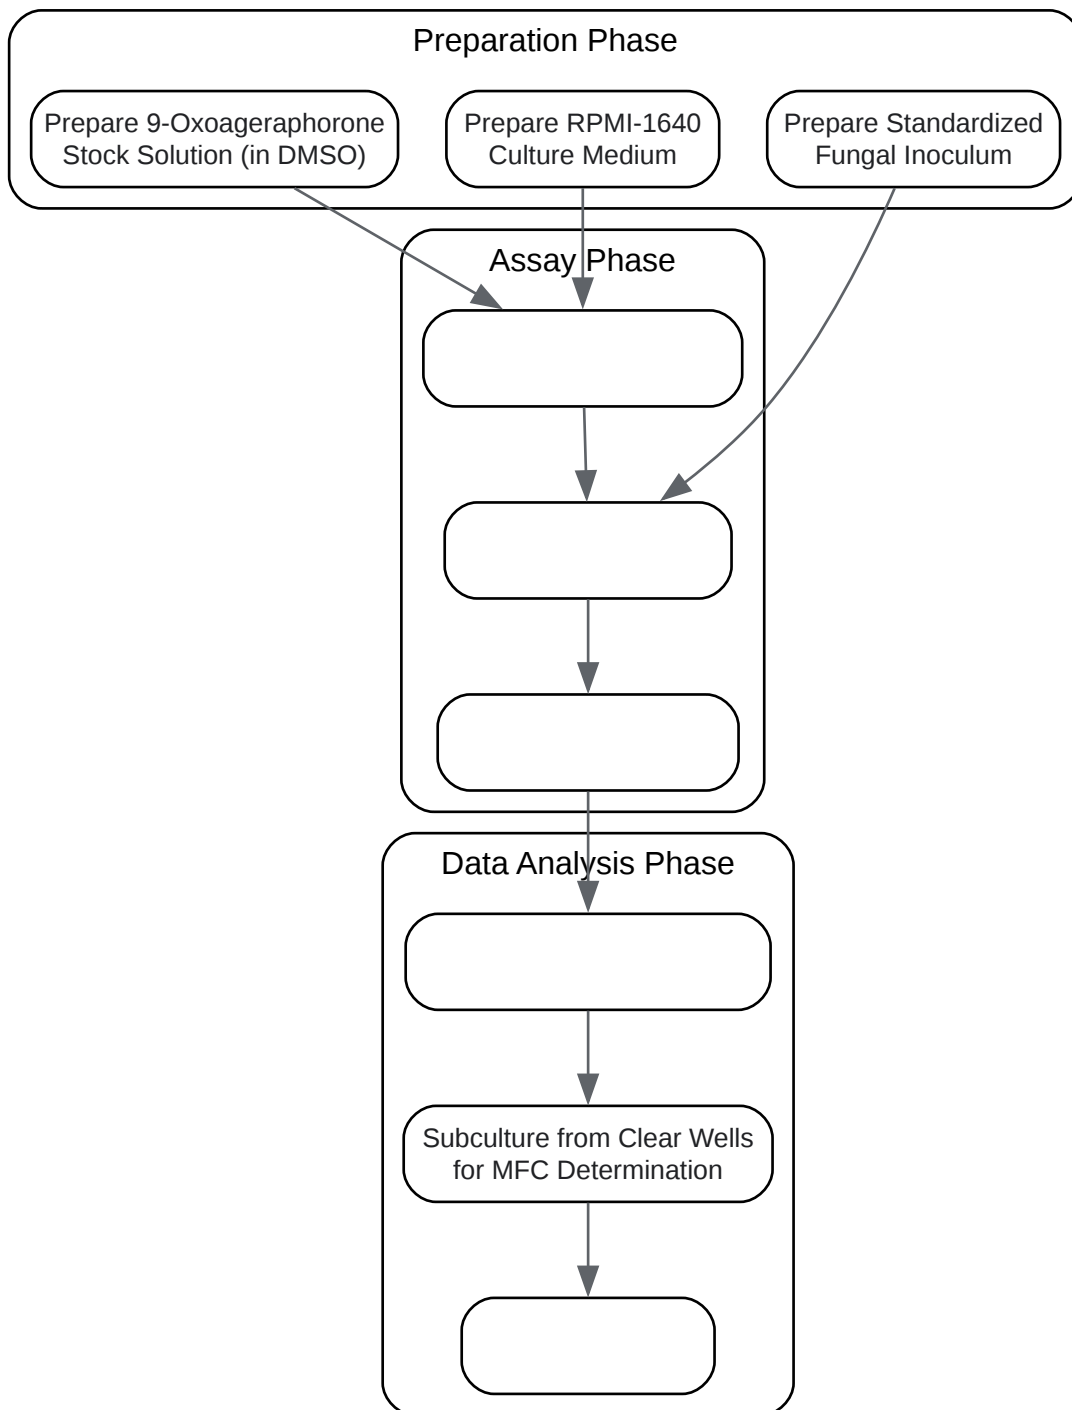 Preparation Phase
Prepare 9-Oxoageraphorone
Stock Solution (in DMSO)
Prepare RPMI-1640
Culture Medium
Prepare Standardized
Fungal Inoculum
Assay Phase
Data Analysis Phase
Subculture from Clear Wells
for MFC Determination